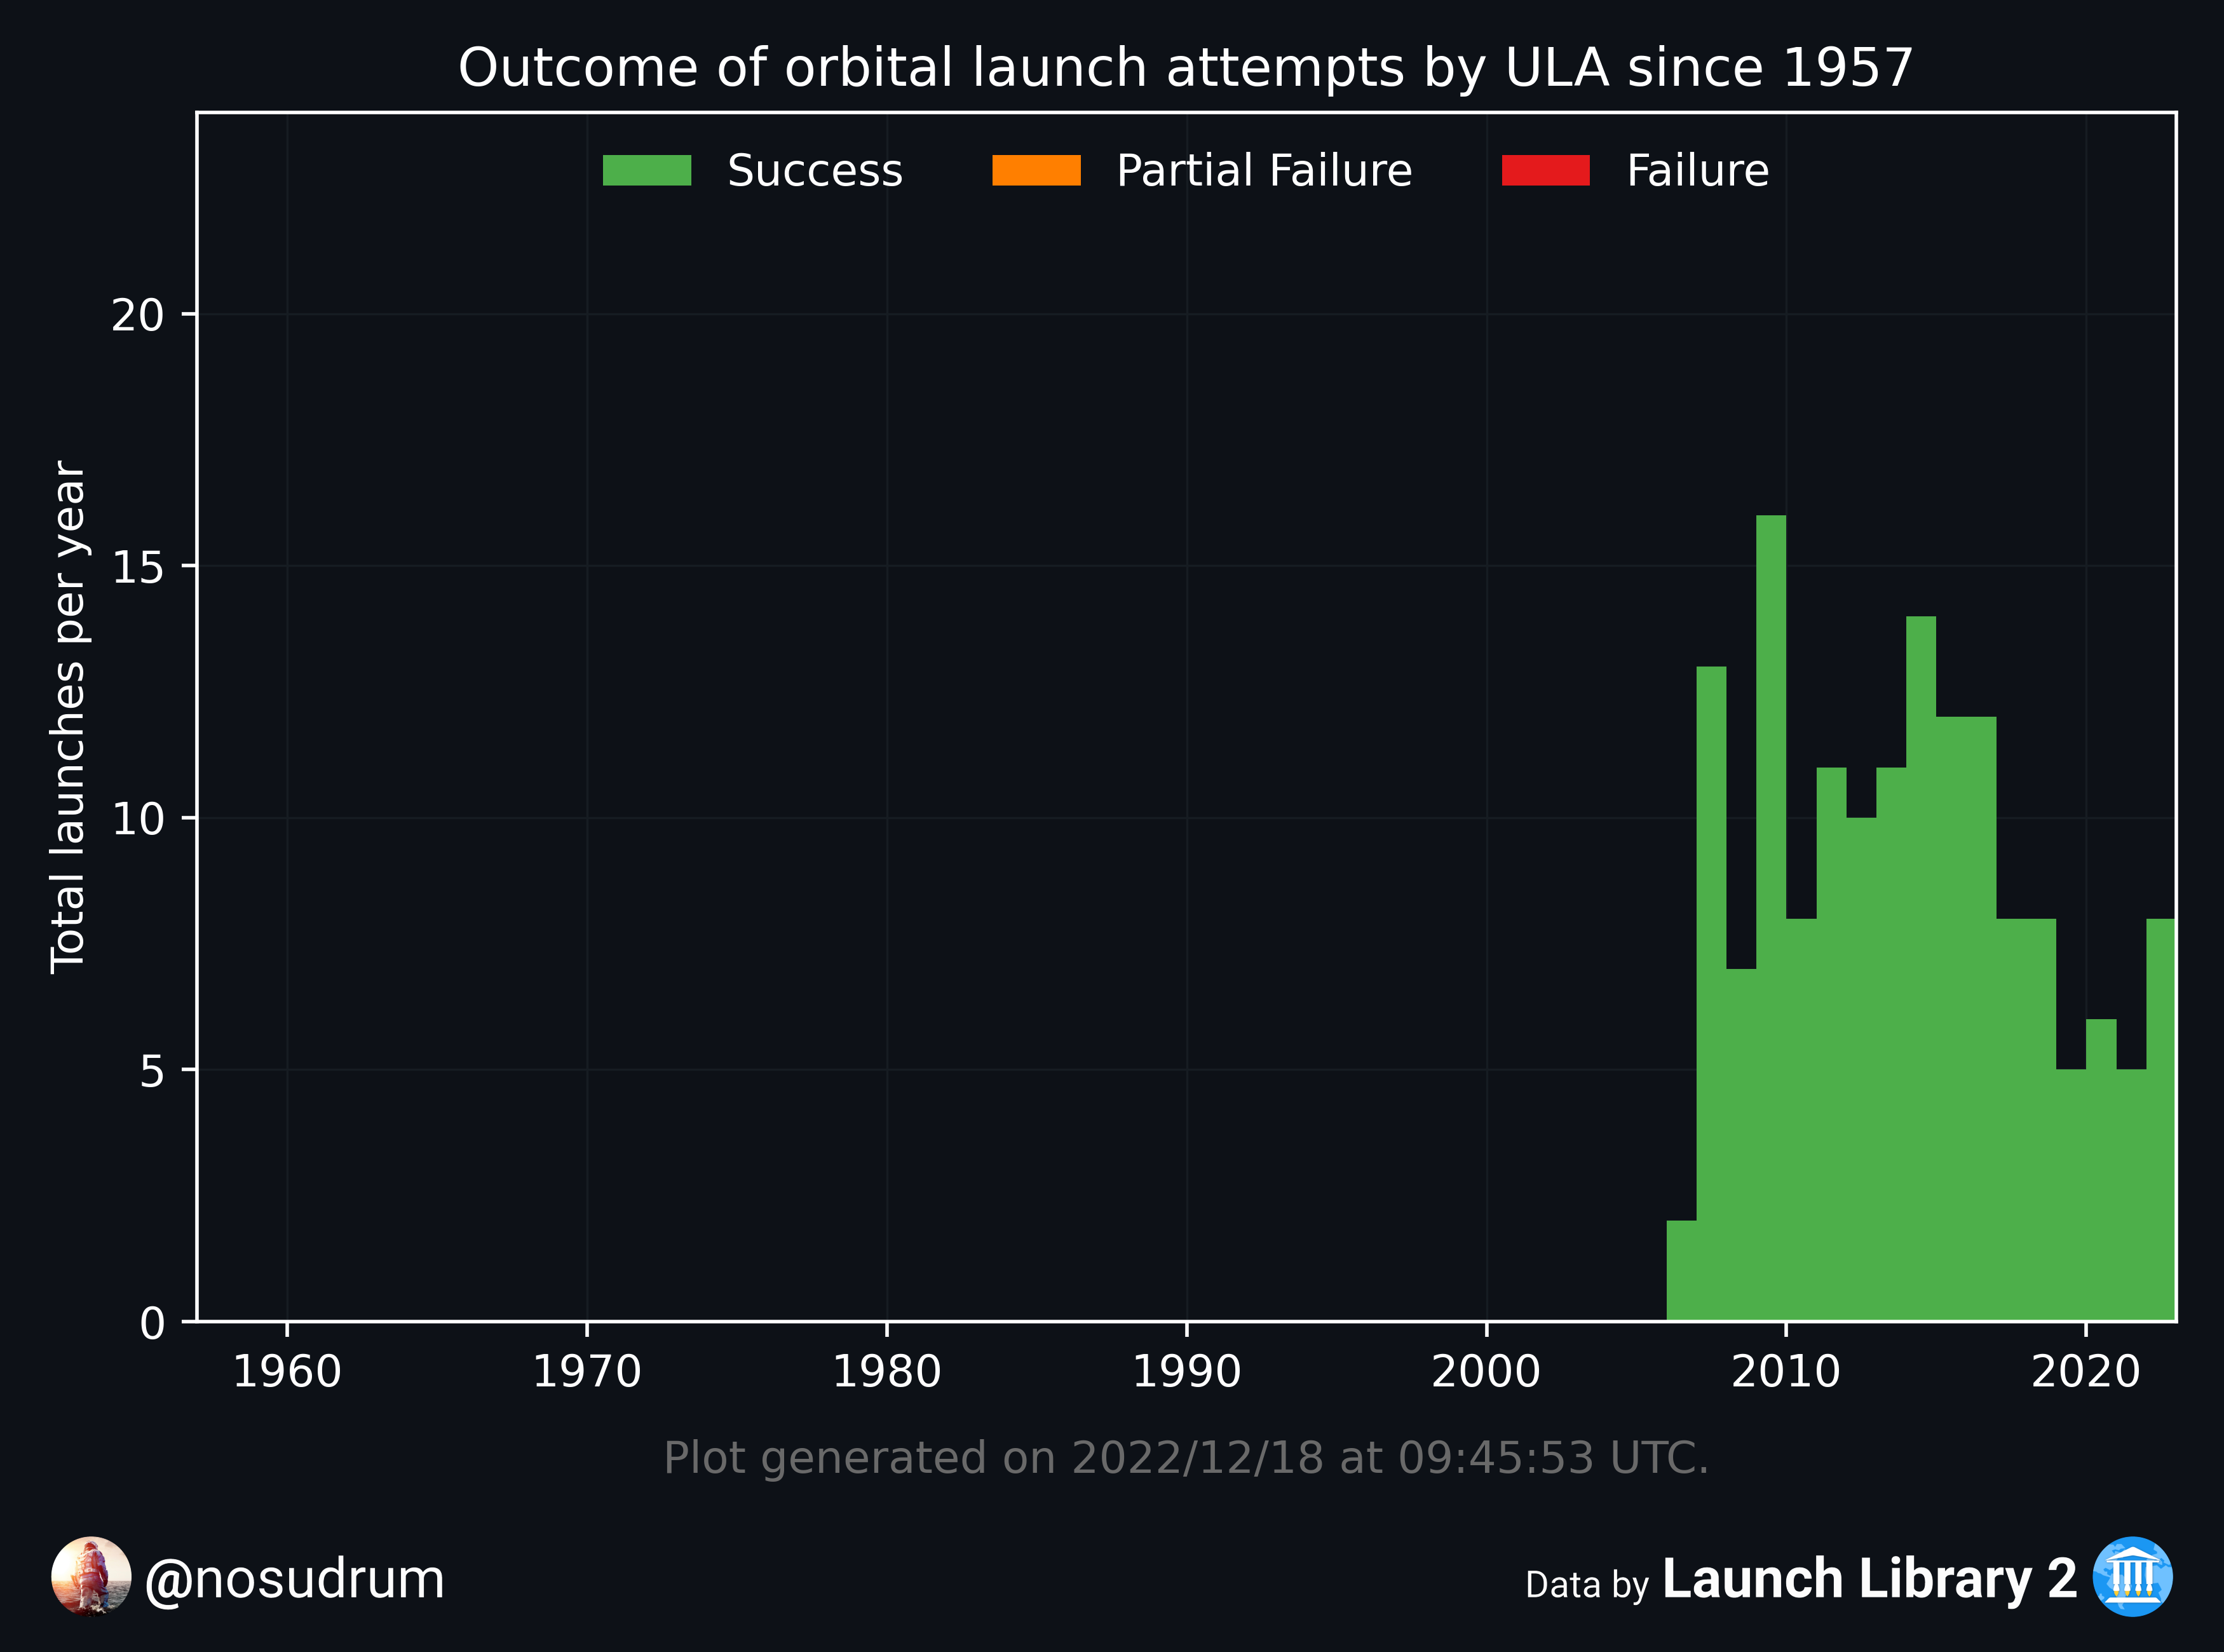 Outcome of orbital launch attempts by ULA since 1957
Success Partial Failure Failure
Total launches per year
20
15
10
5
0
1960 1970 1980 1990 2000 2010 2020
Plot generated on 2022/12/18 at 09:45:53 UTC.
@nosudrum
Data by Launch Library 2